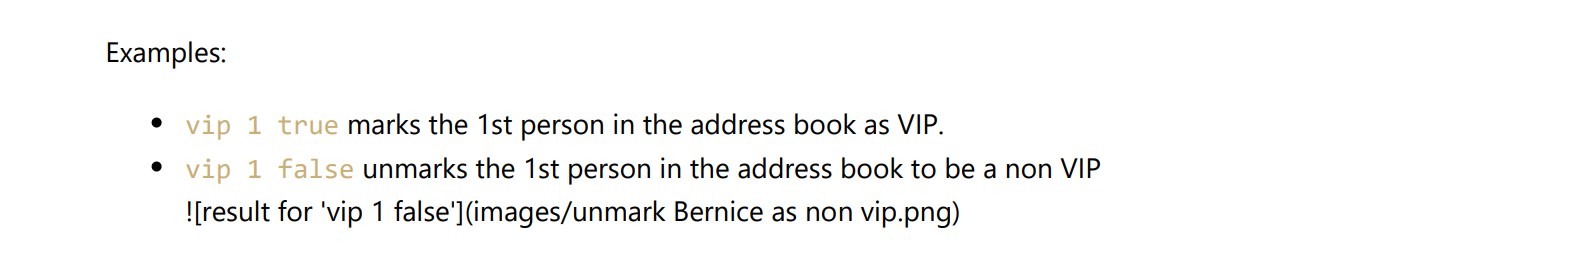 Examples:
• vip 1 true marks the 1st person in the address book as VIP.
• vip 1 false unmarks the 1st person in the address book to be a non VIP
![result for 'vip 1 false'](images/unmark Bernice as non vip.png)